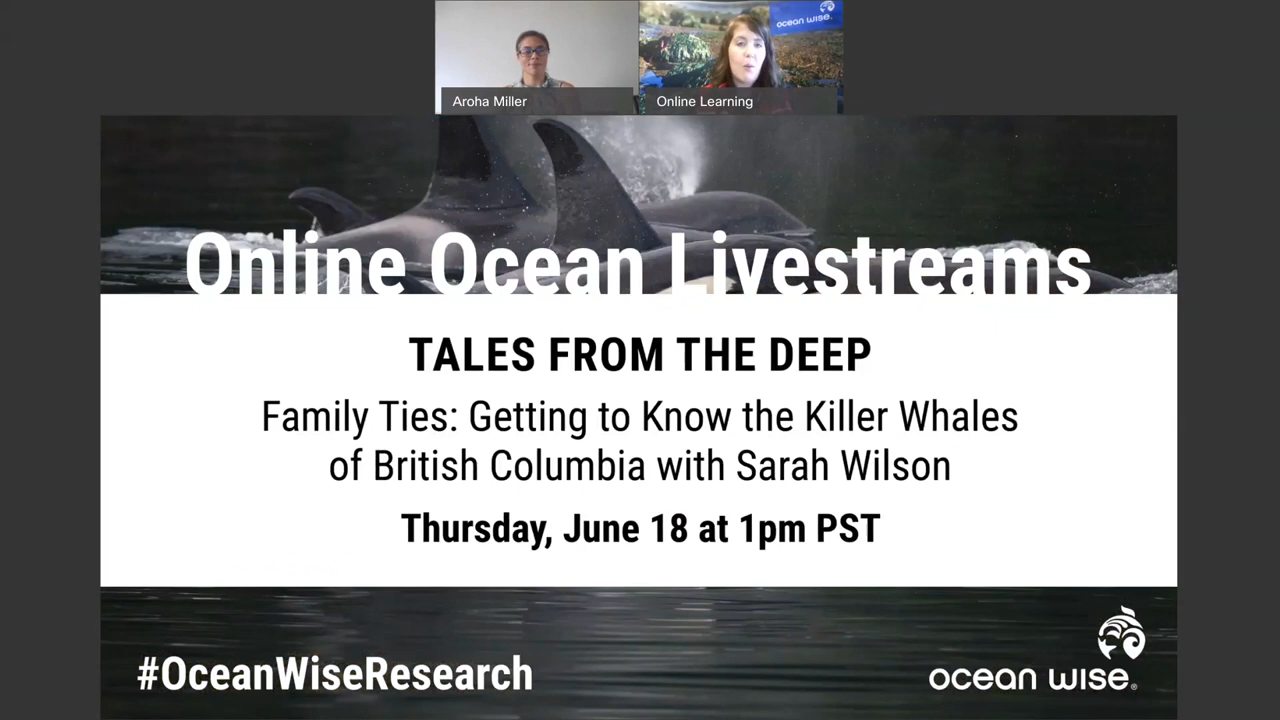 ocean wise.
Aroha Miller
Online Learning
Online Ocean Livestreams
TALES FROM THE DEEP
Family Ties: Getting to Know the Killer Whales
of British Columbia with Sarah Wilson
Thursday, June 18 at 1pm PST
#OceanWiseResearch
ocean wise®